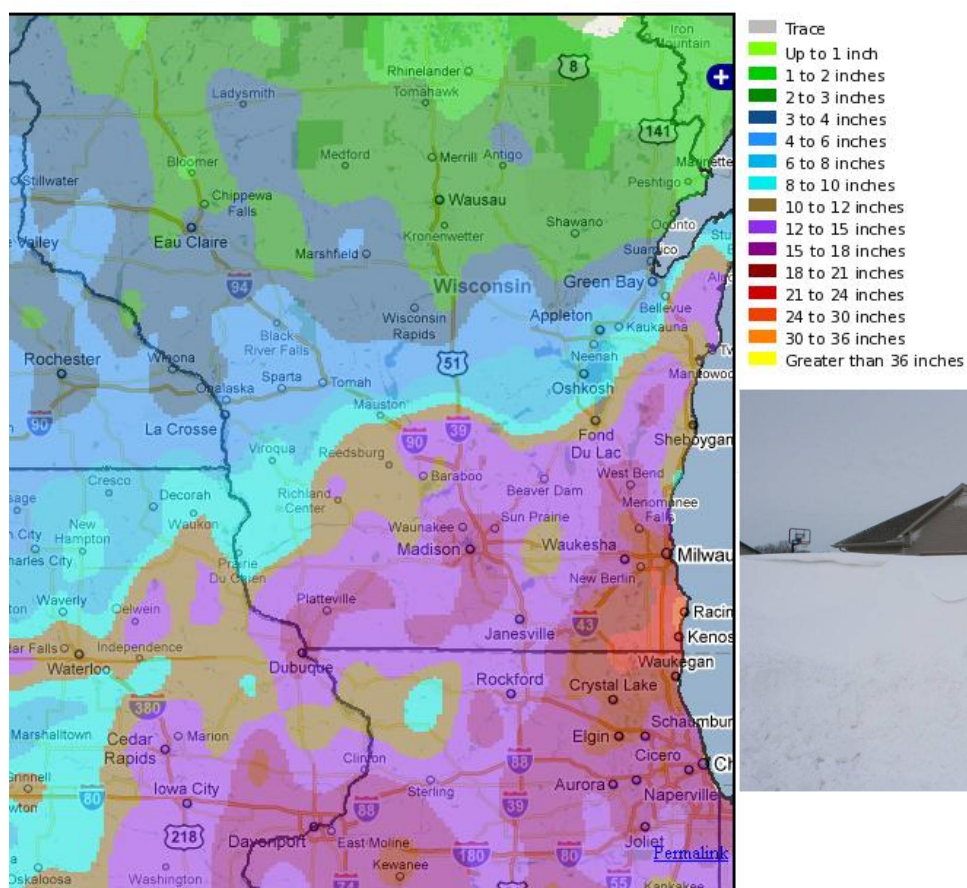 Iron
Mountain
Rhinelander
8
Tomahawk
Ladysmith
141
Bloomer
Medford
Merrill
Antigo
Marinette
Stillwater
Peshtigo
Chippewa
Falls
Wausau
Shawano
Oconto
Eau Claire
Kronenwetter
Valley
Marshfield
Suamico
Wisconsin
Green Bay
94
Bellevue
Wisconsin
Rapids
Appleton
Black
River Falls
Kaukauna
Rochester
Winona
51
Neenah
Sparta
Tomah
Oshkosh
Manitowoc
Onalaska
Mauston
90
La Crosse
90
39
Fond
Du Lac
Sheboygan
Viroqua
Reedsburg
West Bend
Cresco
Baraboo
Beaver Dam
Decorah
Richland
Center
Menomonee
Falls
New
Hampton
Waukon
Waunakee
Sun Prairie
Madison
Waukesha
Milwau
harles City
Prairie
Du Chien
New Berlin
Waverly
Oelwein
Platteville
Janesville
43
Racin
Kenos
Independence
Waterloo
Dubuque
Waukegan
Rockford
Crystal Lake
380
Marshalltown
Marion
Schaumbur
Cedar
Rapids
Elgin
Clinton
88
Cicero
Ch
Grinnell
Aurora
80
Iowa City
Sterling
Naperville
88
39
218
Davenport
East Moline
Joliet
Kewanee
180
80
Permalink
Oskaloosa
Washington
74
55
Kankakee
Trace
Up to 1 inch
1 to 2 inches
2 to 3 inches
3 to 4 inches
4 to 6 inches
6 to 8 inches
8 to 10 inches
10 to 12 inches
12 to 15 inches
15 to 18 inches
18 to 21 inches
21 to 24 inches
24 to 30 inches
30 to 36 inches
Greater than 36 inches